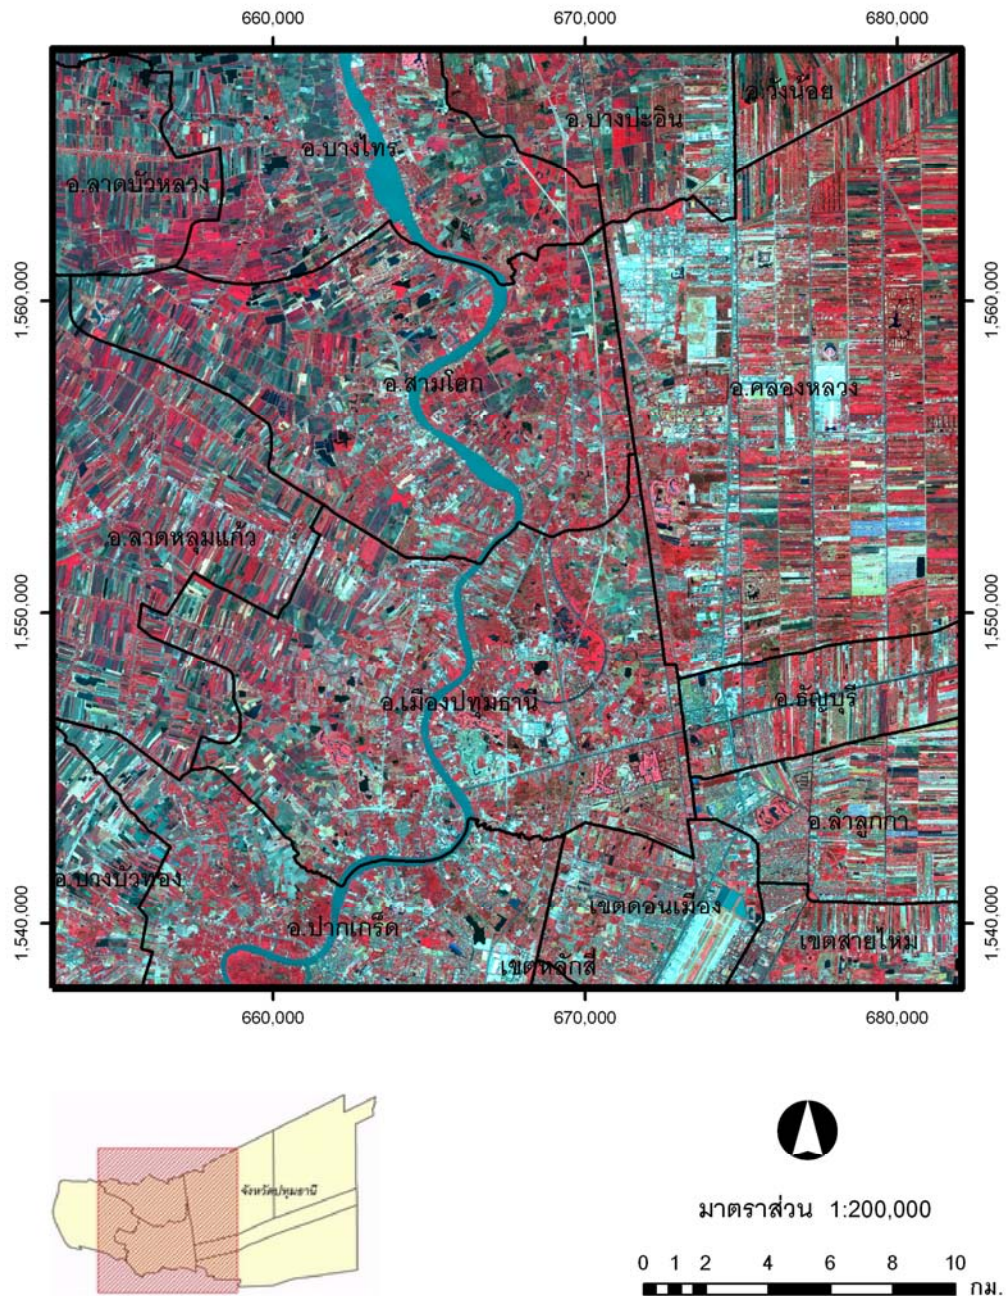 660,000 670,000 680,000
อ.วังน้อย
อ.บางปะอิน
อ.บางไทร
อ.ลาดบัวหลวง
1,560,000 1,560,000
อ.สามโคก
อ.คลองหลวง
อ.ลาดหลุมแก้ว
1,550,000 1,550,000
อ.เมืองปทุมธานี
อ.ธัญบุรี
อ.ลำลูกกา
อ.บางบัวทอง
เขตดอนเมือง
อ.ปากเกร็ด
1,540,000 1,540,000
เขตสายไหม
เขตหลักสี่
660,000 670,000 680,000
จังหวัดปทุมธานี
มาตราส่วน 1:200,000
0 1 2 4 6 8 10
กม.